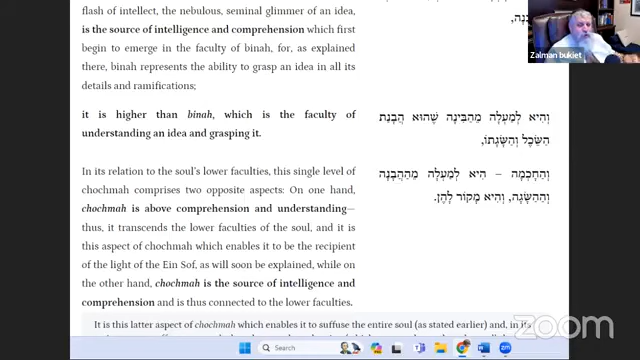 flash of intellect, the nebulous, seminal glimmer of an idea,
is the source of intelligence and comprehension which first
begin to emerge in the faculty of binah, for, as explained
there, binah represents the ability to grasp an idea in all its
details and ramifications;
it is higher than binah, which is the faculty of
understanding an idea and grasping it.
In its relation to the soul's lower faculties, this single level of
chochmah comprises two opposite aspects: On one hand,
chochmah is above comprehension and understanding—
thus, it transcends the lower faculties of the soul, and it is
this aspect of chochmah which enables it to be the recipient
of the light of the Ein Sof, as will soon be explained, while on
the other hand, chochmah is the source of intelligence and
comprehension and is thus connected to the lower faculties.
It is this latter aspect of chochmah which enables it to suffuse the entire soul (as stated earlier) and, in its
וְהִיא לְמַעְלָה מֵהַבִּינָה שֶׁהוּא הֲבָנַת
הַשֵּׂכֶל וְהַשָּׂגָתוֹ,
וְהַחָכְמָה – הִיא לְמַעְלָה מֵהַהֲבָנָה
וְהַהַשָּׂגָה, וְהִיא מָקוֹר לָהֶן.
Zalman bukiet
Search
zoom